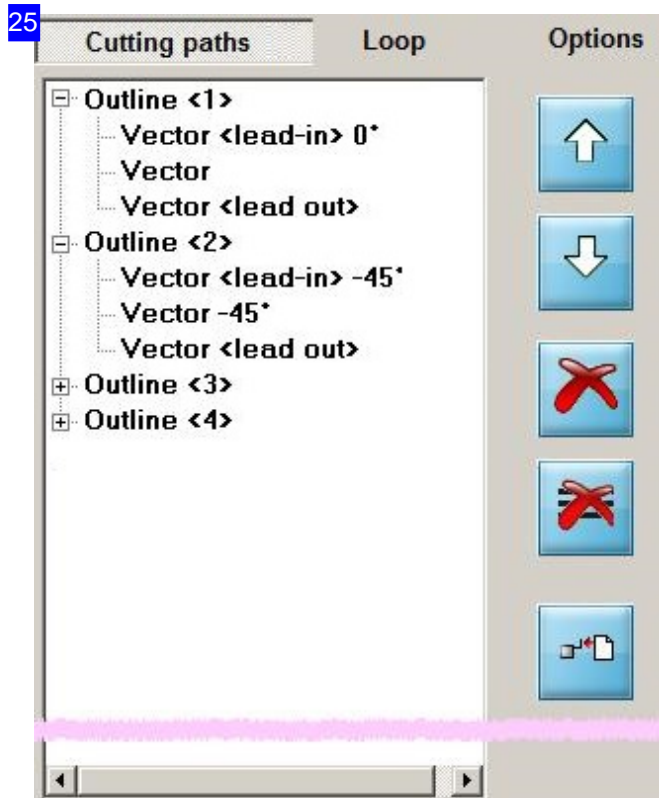 25
Cutting paths Loop Options
Outline <1>
Vector <lead-in> 0°
Vector
Vector <lead out>
Outline <2>
Vector <lead-in> -45°
Vector -45°
Vector <lead out>
Outline <3>
Outline <4>